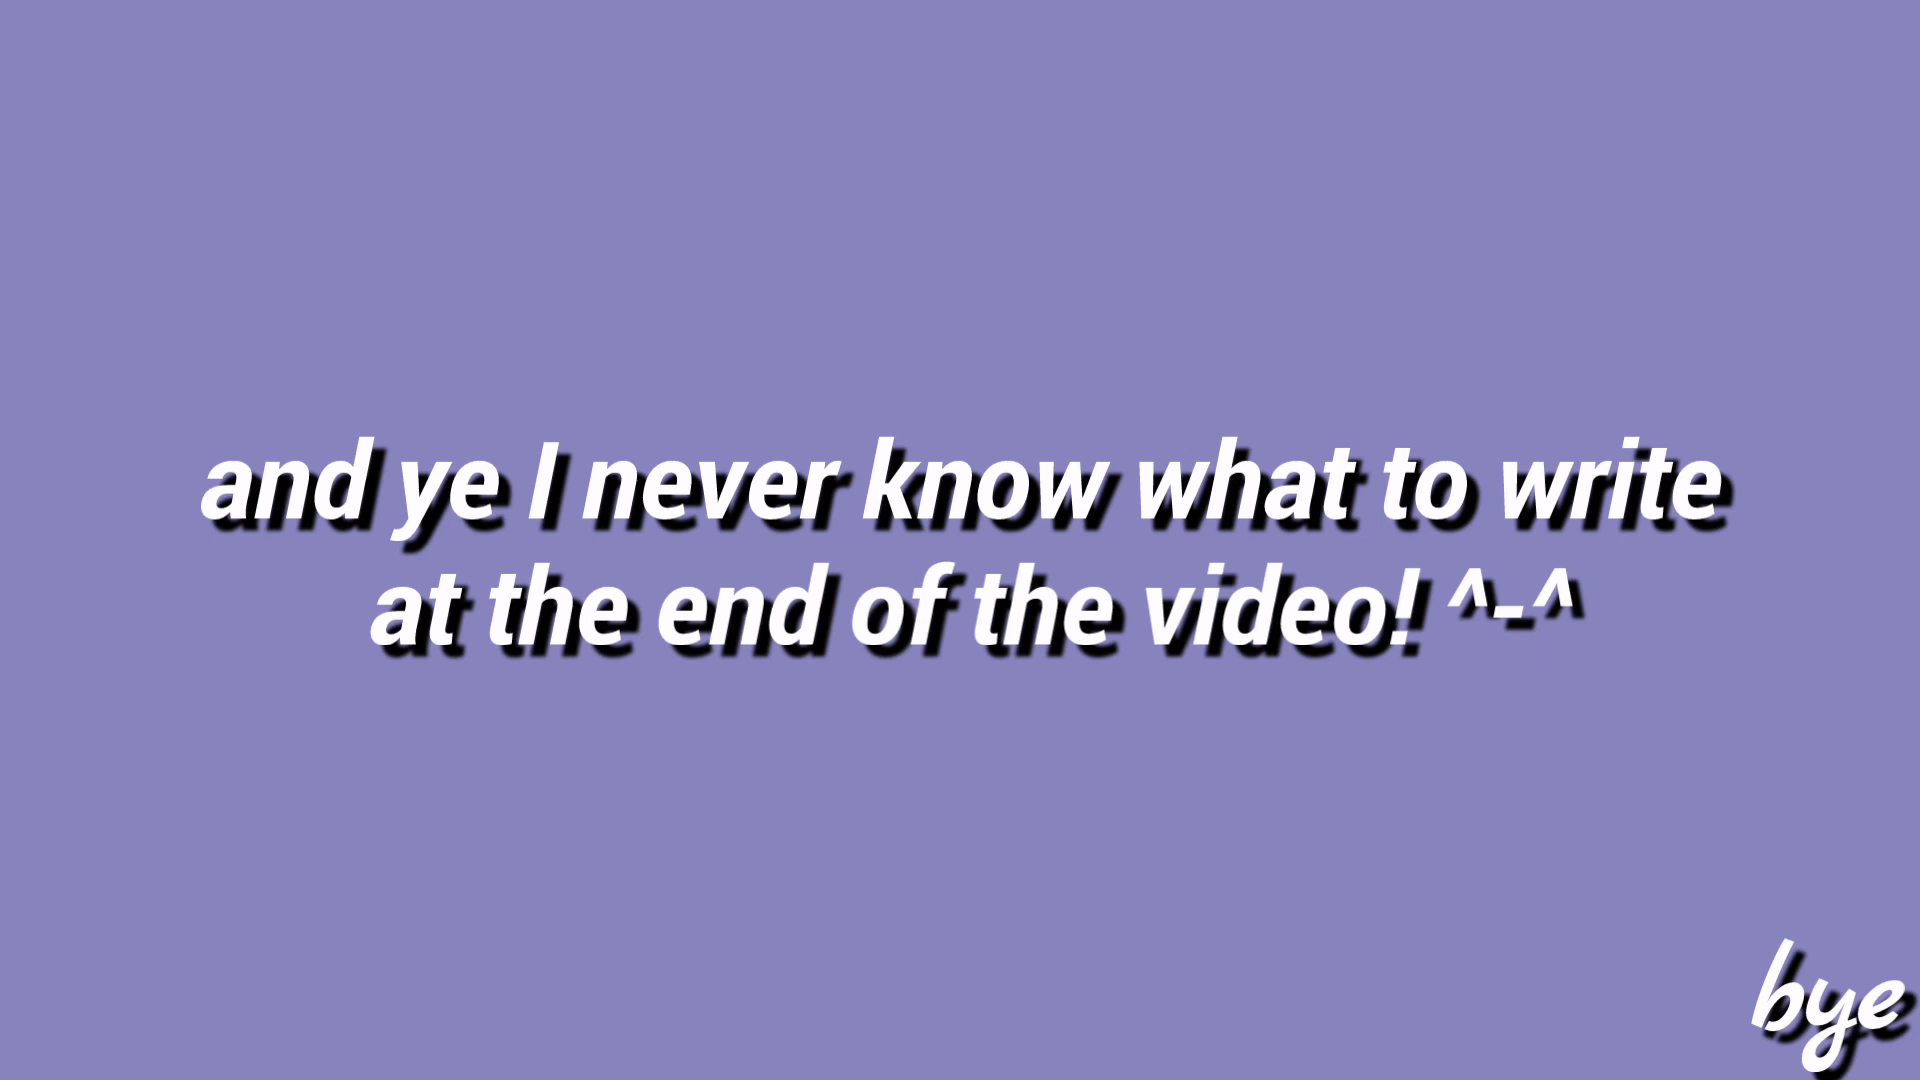 and ye I never know what to write
at the end of the video! ^-^
bye